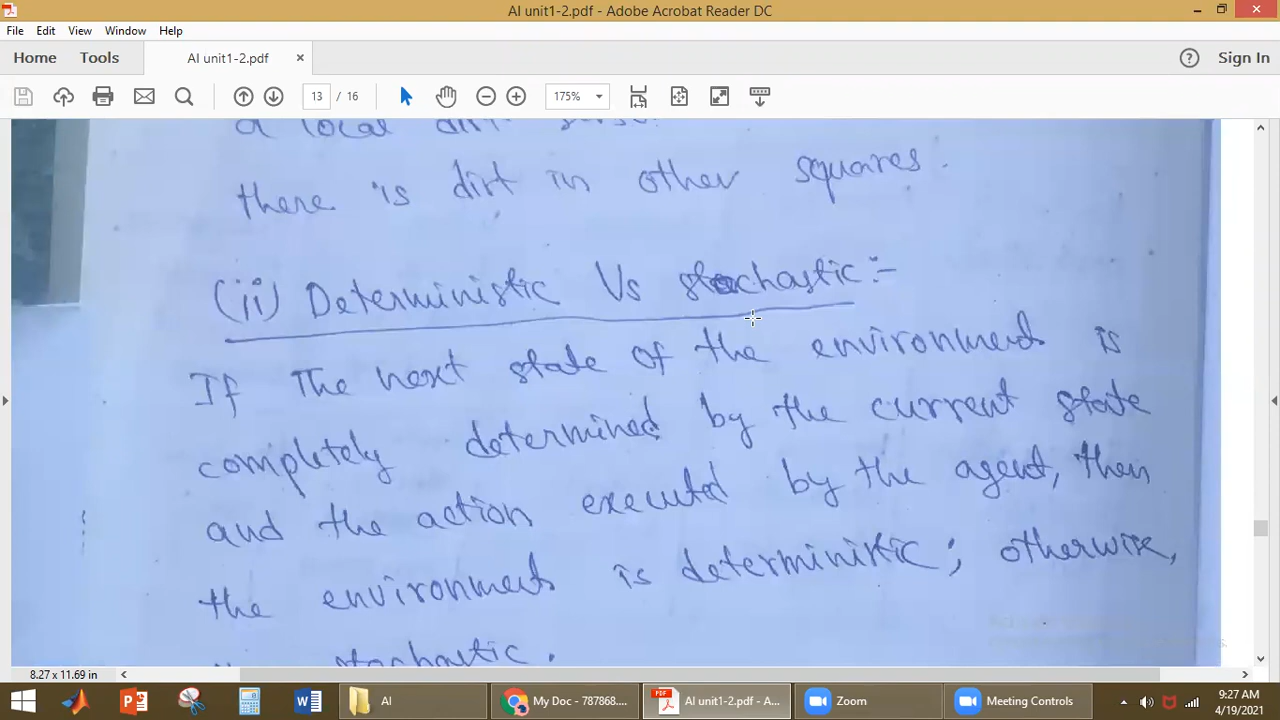 AI unit1-2.pdf - Adobe Acrobat Reader DC
File Edit View Window Help
Home Tools AI unit1-2.pdf × Sign In
13 / 16 175%
a local dirt
there is dirt in other squares.
(ii) Deterministic Vs stochastic :-
If The next state of the environment is
completely determined by the current state
and the action executed by the agent, then
the environment is deterministic; otherwise,
stochastic.
8.27 x 11.69 in
AI My Doc - 787868.... AI unit1-2.pdf - A... Zoom Meeting Controls 9:27 AM
4/19/2021